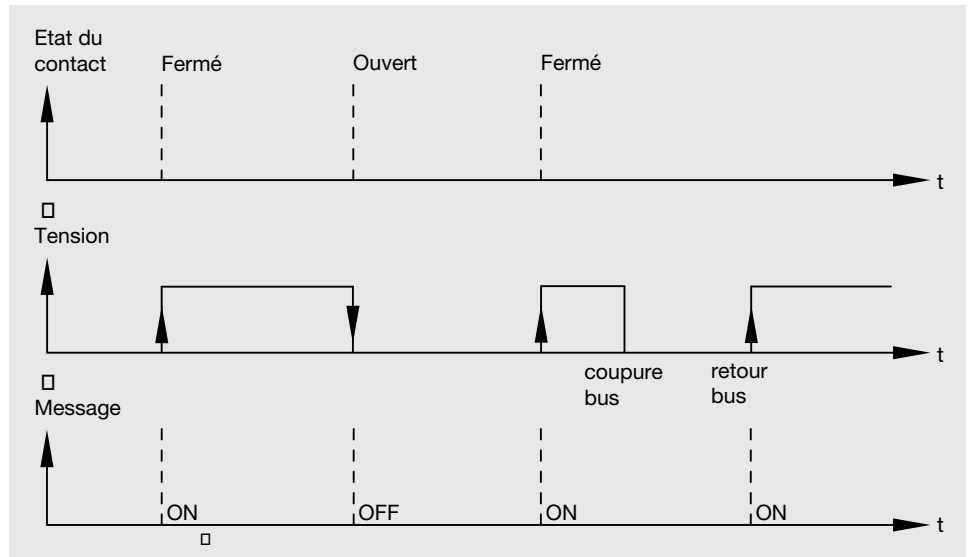 Etat du
contact
Fermé
Ouvert
Fermé
t
Tension
t
coupure
bus
retour
bus
Message
ON
OFF
ON
ON
t